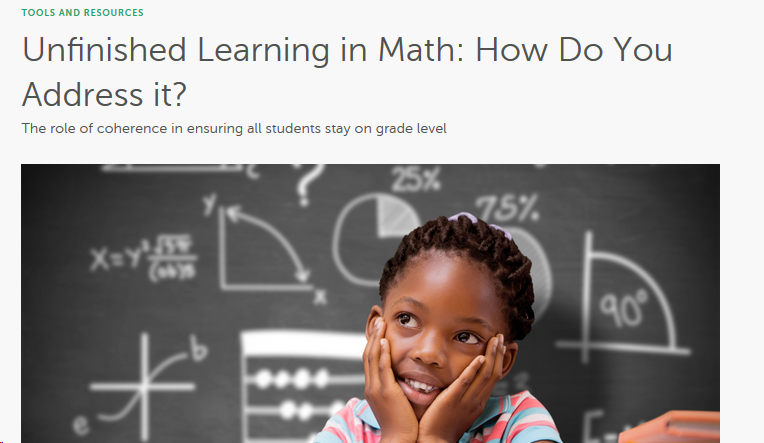 TOOLS AND RESOURCES
Unfinished Learning in Math: How Do You
Address it?
The role of coherence in ensuring all students stay on grade level
25%
75%
y
x
90°
b
e